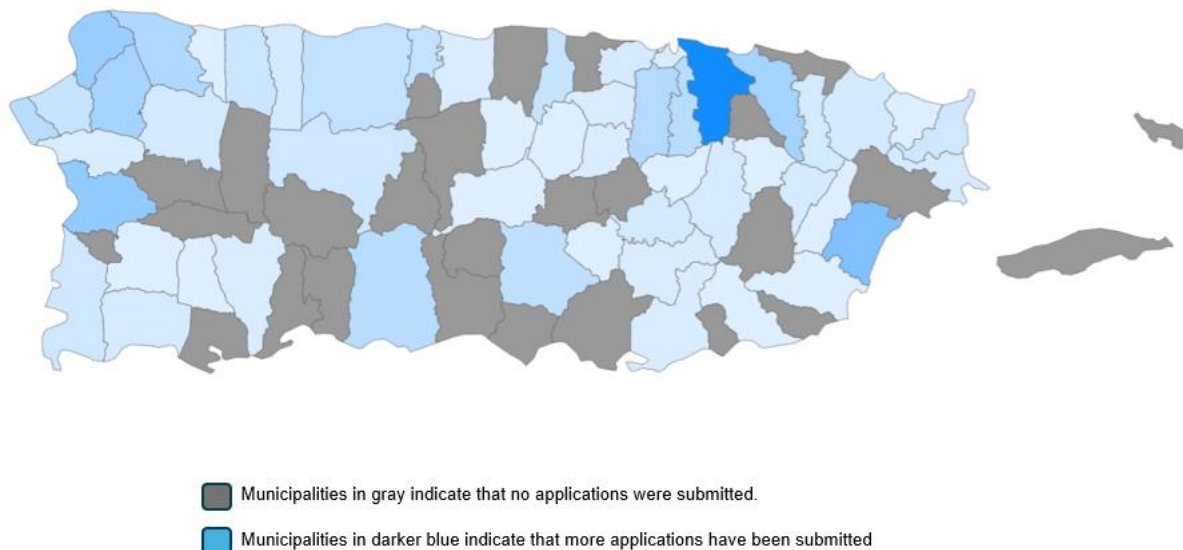 Municipalities in gray indicate that no applications were submitted.
Municipalities in darker blue indicate that more applications have been submitted